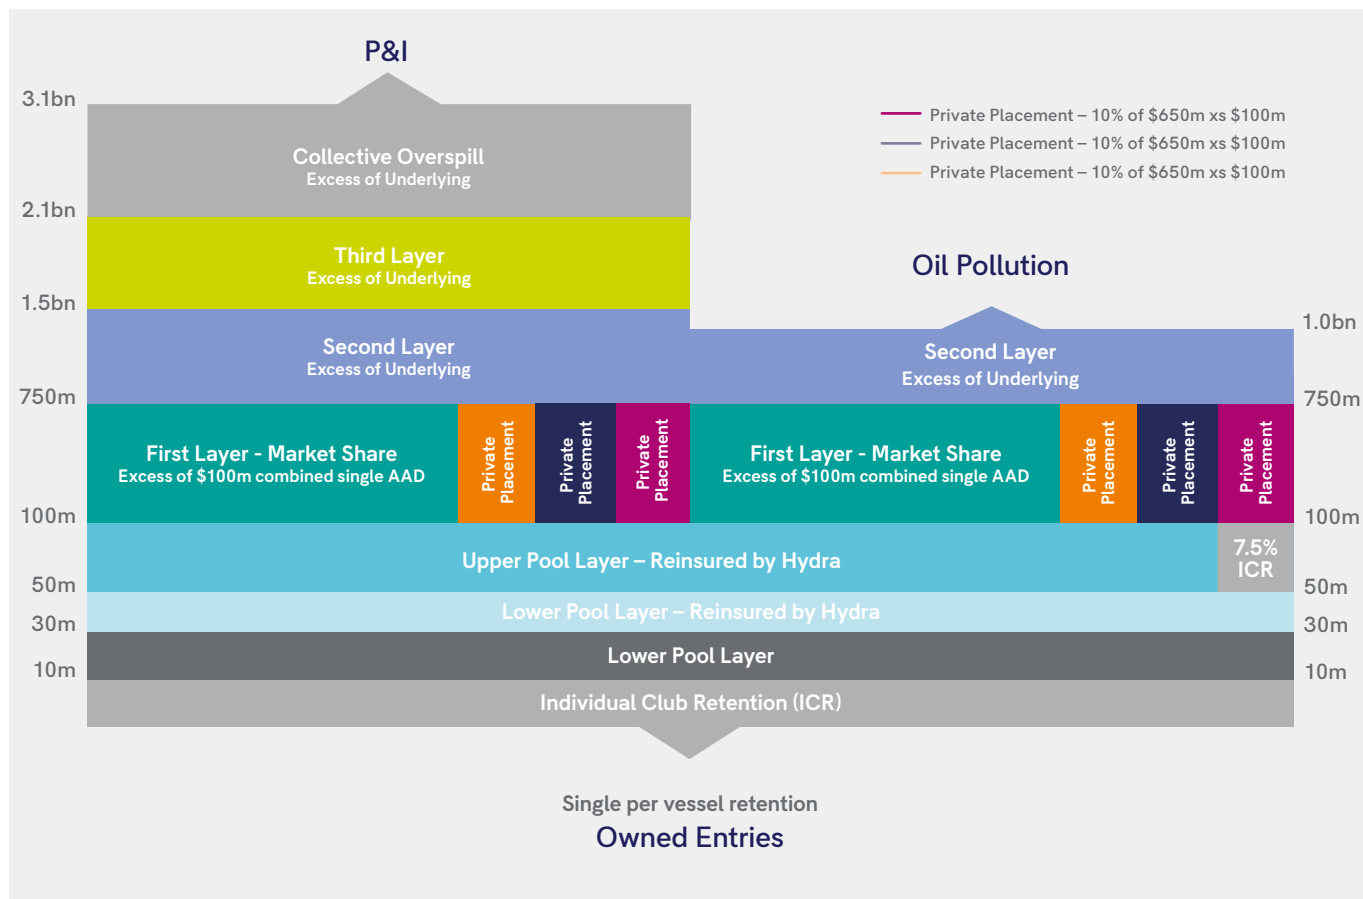 P&I
3.1bn
Private Placement – 10% of $650m xs $100m
Private Placement – 10% of $650m xs $100m
Private Placement – 10% of $650m xs $100m
Collective Overspill
Excess of Underlying
2.1bn
Third Layer
Excess of Underlying
Oil Pollution
1.5bn
1.0bn
Second Layer
Excess of Underlying
Second Layer
Excess of Underlying
750m
750m
First Layer - Market Share
Excess of $100m combined single AAD
Private
Placement
Private
Placement
Private
Placement
First Layer - Market Share
Excess of $100m combined single AAD
Private
Placement
Private
Placement
Private
Placement
100m
100m
Upper Pool Layer – Reinsured by Hydra
7.5%
ICR
50m
50m
Lower Pool Layer – Reinsured by Hydra
30m
30m
Lower Pool Layer
10m
10m
Individual Club Retention (ICR)
Single per vessel retention
Owned Entries